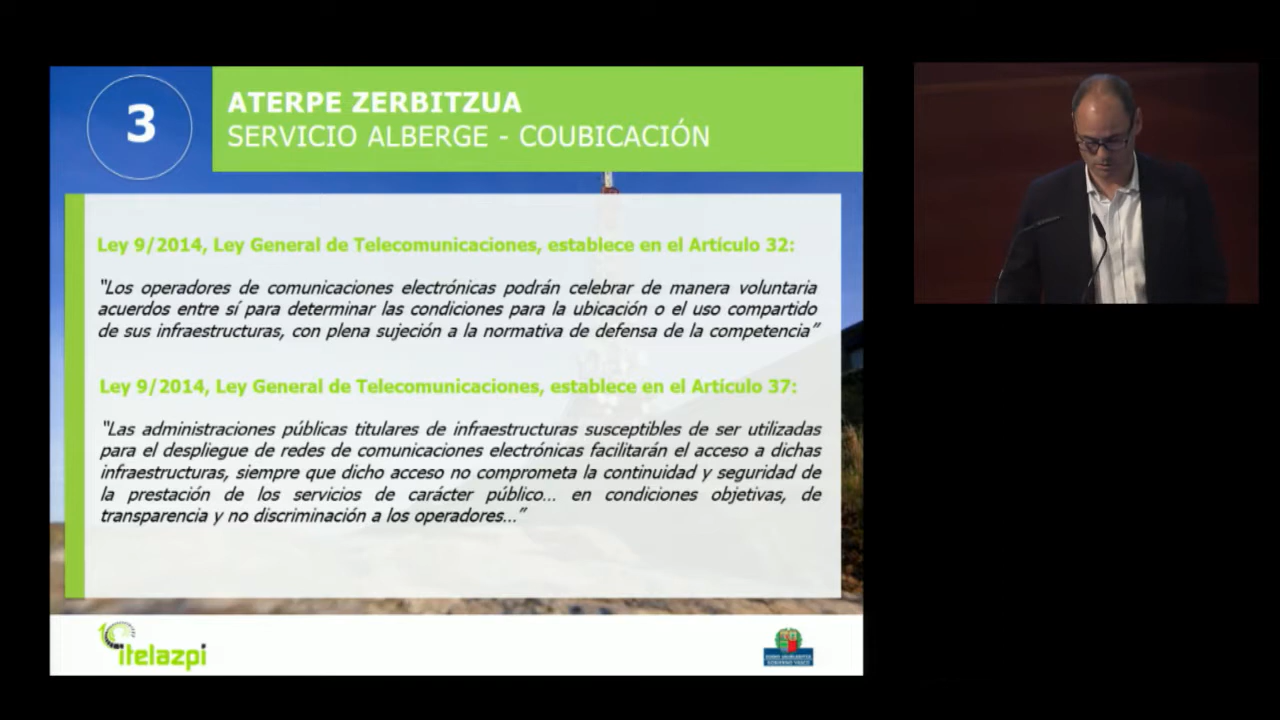 3
ATERPE ZERBITZUA
SERVICIO ALBERGE - COUBICACIÓN
Ley 9/2014, Ley General de Telecomunicaciones, establece en el Artículo 32:
"Los operadores de comunicaciones electrónicas podrán celebrar de manera voluntaria
acuerdos entre sí para determinar las condiciones para la ubicación o el uso compartido
de sus infraestructuras, con plena sujeción a la normativa de defensa de la competencia"
Ley 9/2014, Ley General de Telecomunicaciones, establece en el Artículo 37:
"Las administraciones públicas titulares de infraestructuras susceptibles de ser utilizadas
para el despliegue de redes de comunicaciones electrónicas facilitarán el acceso a dichas
infraestructuras, siempre que dicho acceso no comprometa la continuidad y seguridad de
la prestación de los servicios de carácter público... en condiciones objetivas, de
transparencia y no discriminación a los operadores..."
itelazpi
EUSKO JAURLARITZA
GOBIERNO VASCO